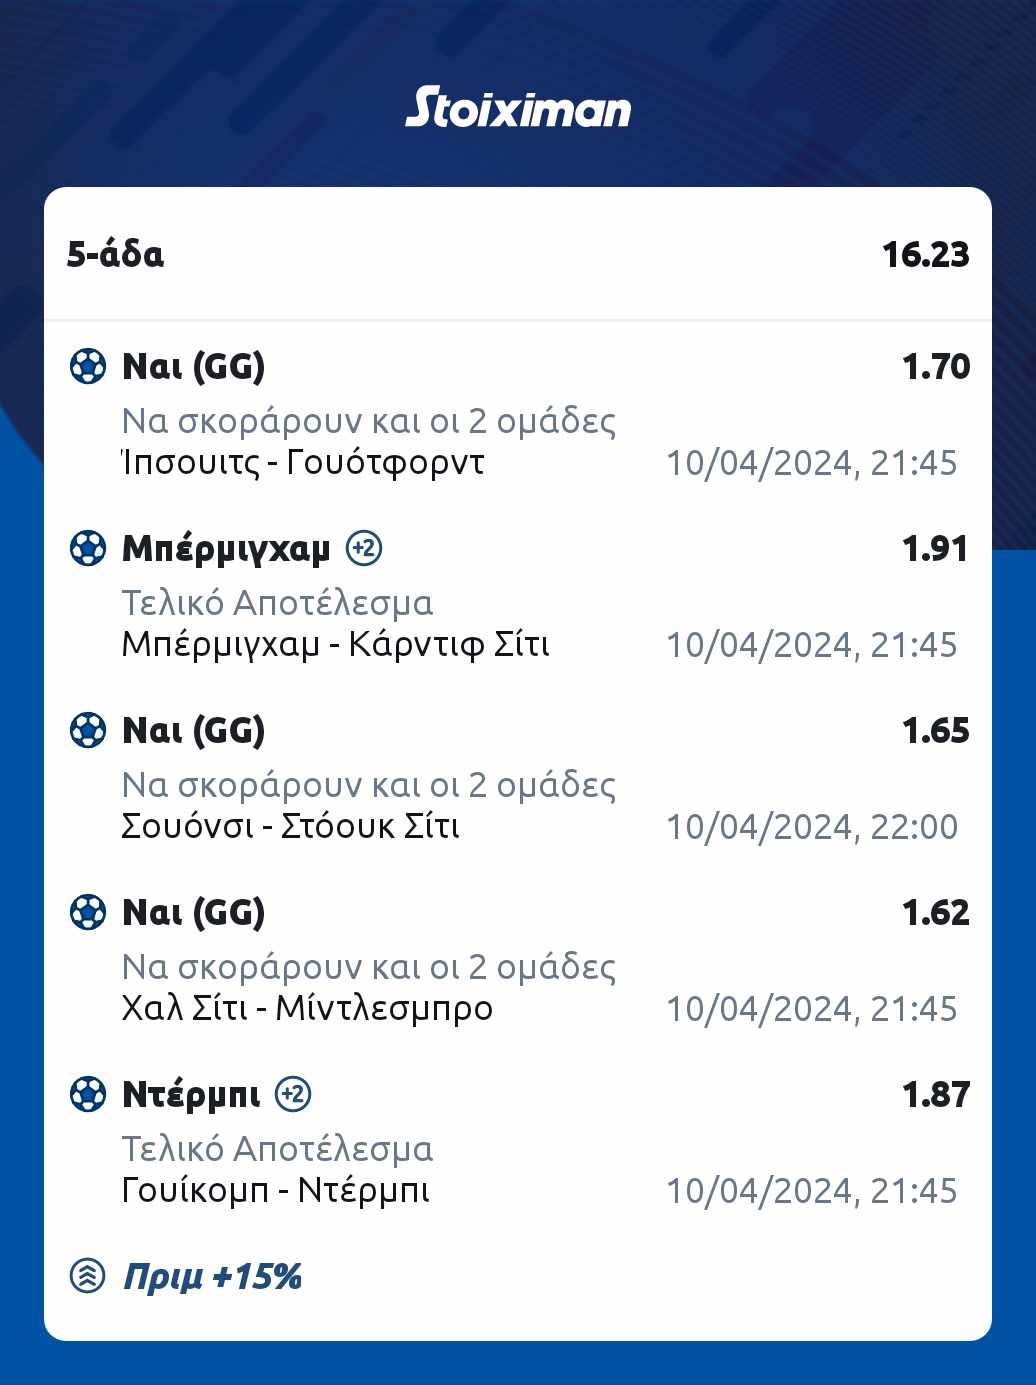 Stoiximan
5-άδα 16.23
Ναι (GG) 1.70
Να σκοράρουν και οι 2 ομάδες
Ίπσουιτς - Γουότφορντ 10/04/2024, 21:45
Μπέρμιγχαμ +2 1.91
Τελικό Αποτέλεσμα
Μπέρμιγχαμ - Κάρντιφ Σίτι 10/04/2024, 21:45
Ναι (GG) 1.65
Να σκοράρουν και οι 2 ομάδες
Σουόνσι - Στόουκ Σίτι 10/04/2024, 22:00
Ναι (GG) 1.62
Να σκοράρουν και οι 2 ομάδες
Χαλ Σίτι - Μίντλεσμπρο 10/04/2024, 21:45
Ντέρμπι +2 1.87
Τελικό Αποτέλεσμα
Γουίκομπ - Ντέρμπι 10/04/2024, 21:45
Πριμ +15%